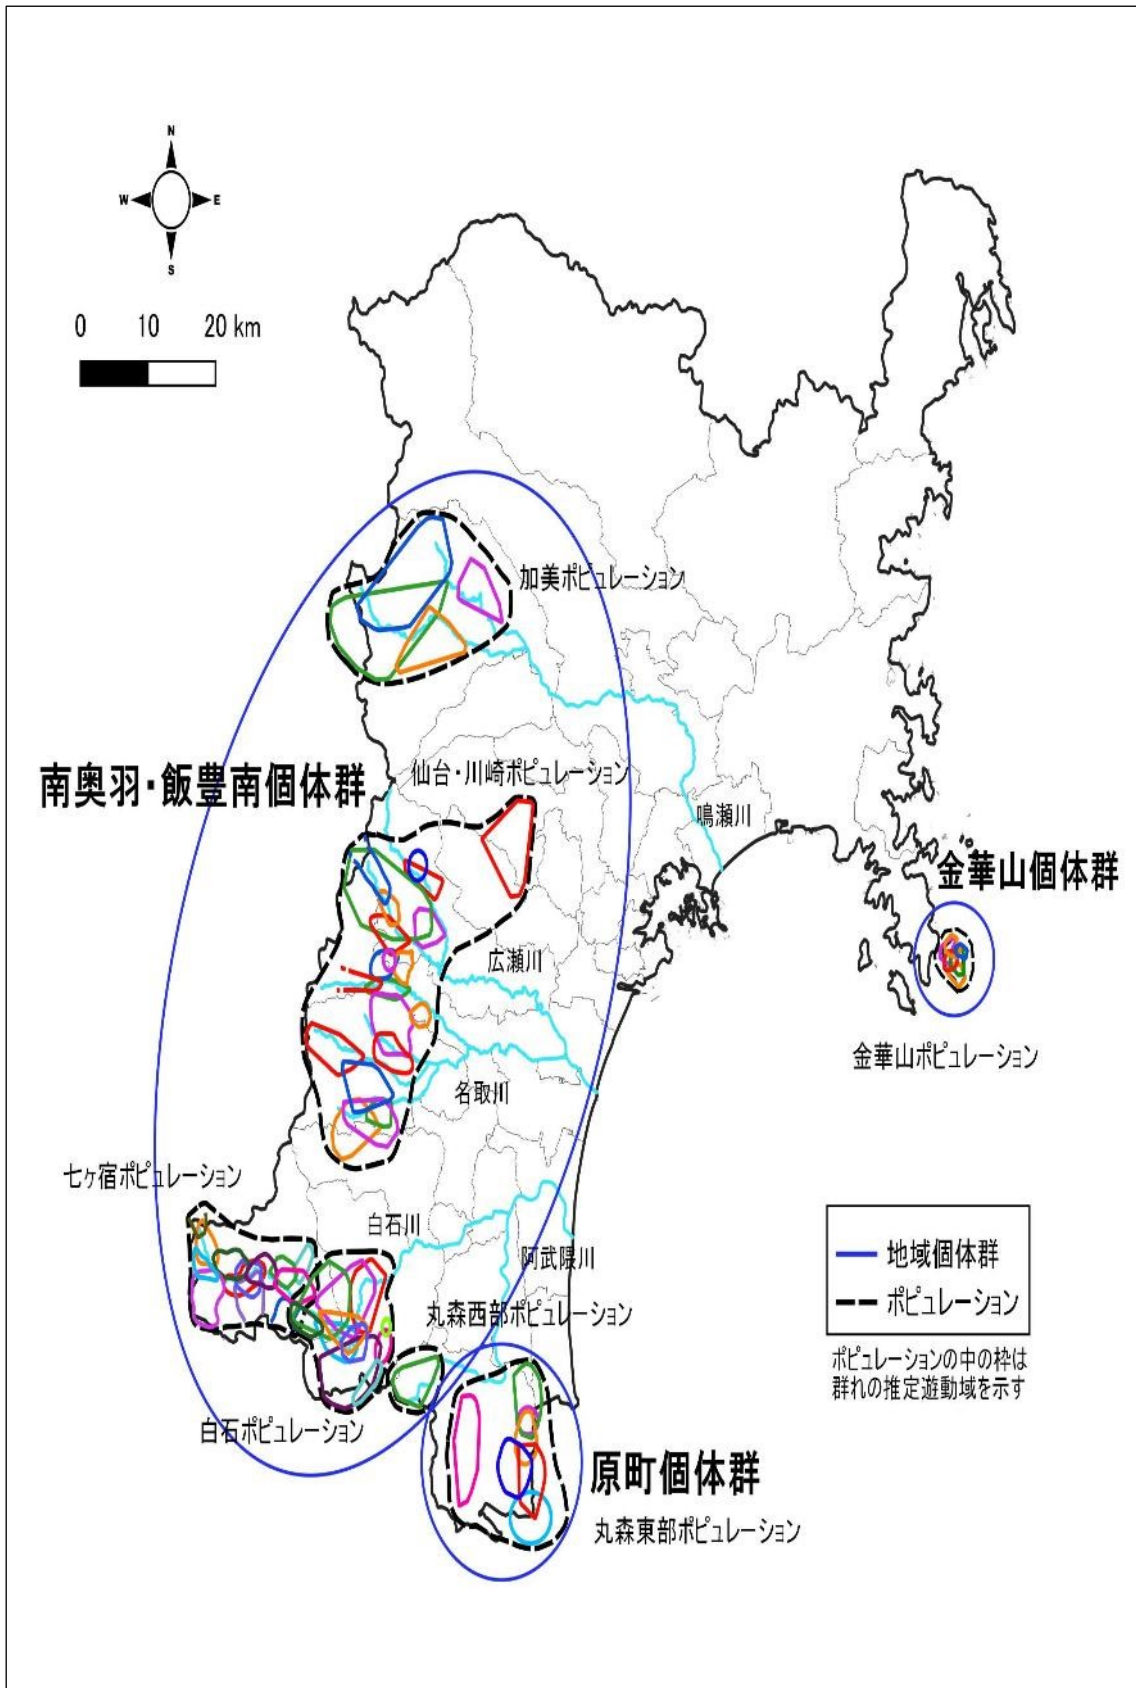 N
W
E
S
0 10 20 km
加美ポピュレーション
南奥羽・飯豊南個体群
仙台・川崎ポピュレーション
鳴瀬川
金華山個体群
広瀬川
金華山ポピュレーション
名取川
七ヶ宿ポピュレーション
白石川
阿武隈川
地域個体群
ポピュレーション
丸森西部ポピュレーション
ポピュレーションの中の枠は
群れの推定遊動域を示す
白石ポピュレーション
原町個体群
丸森東部ポピュレーション